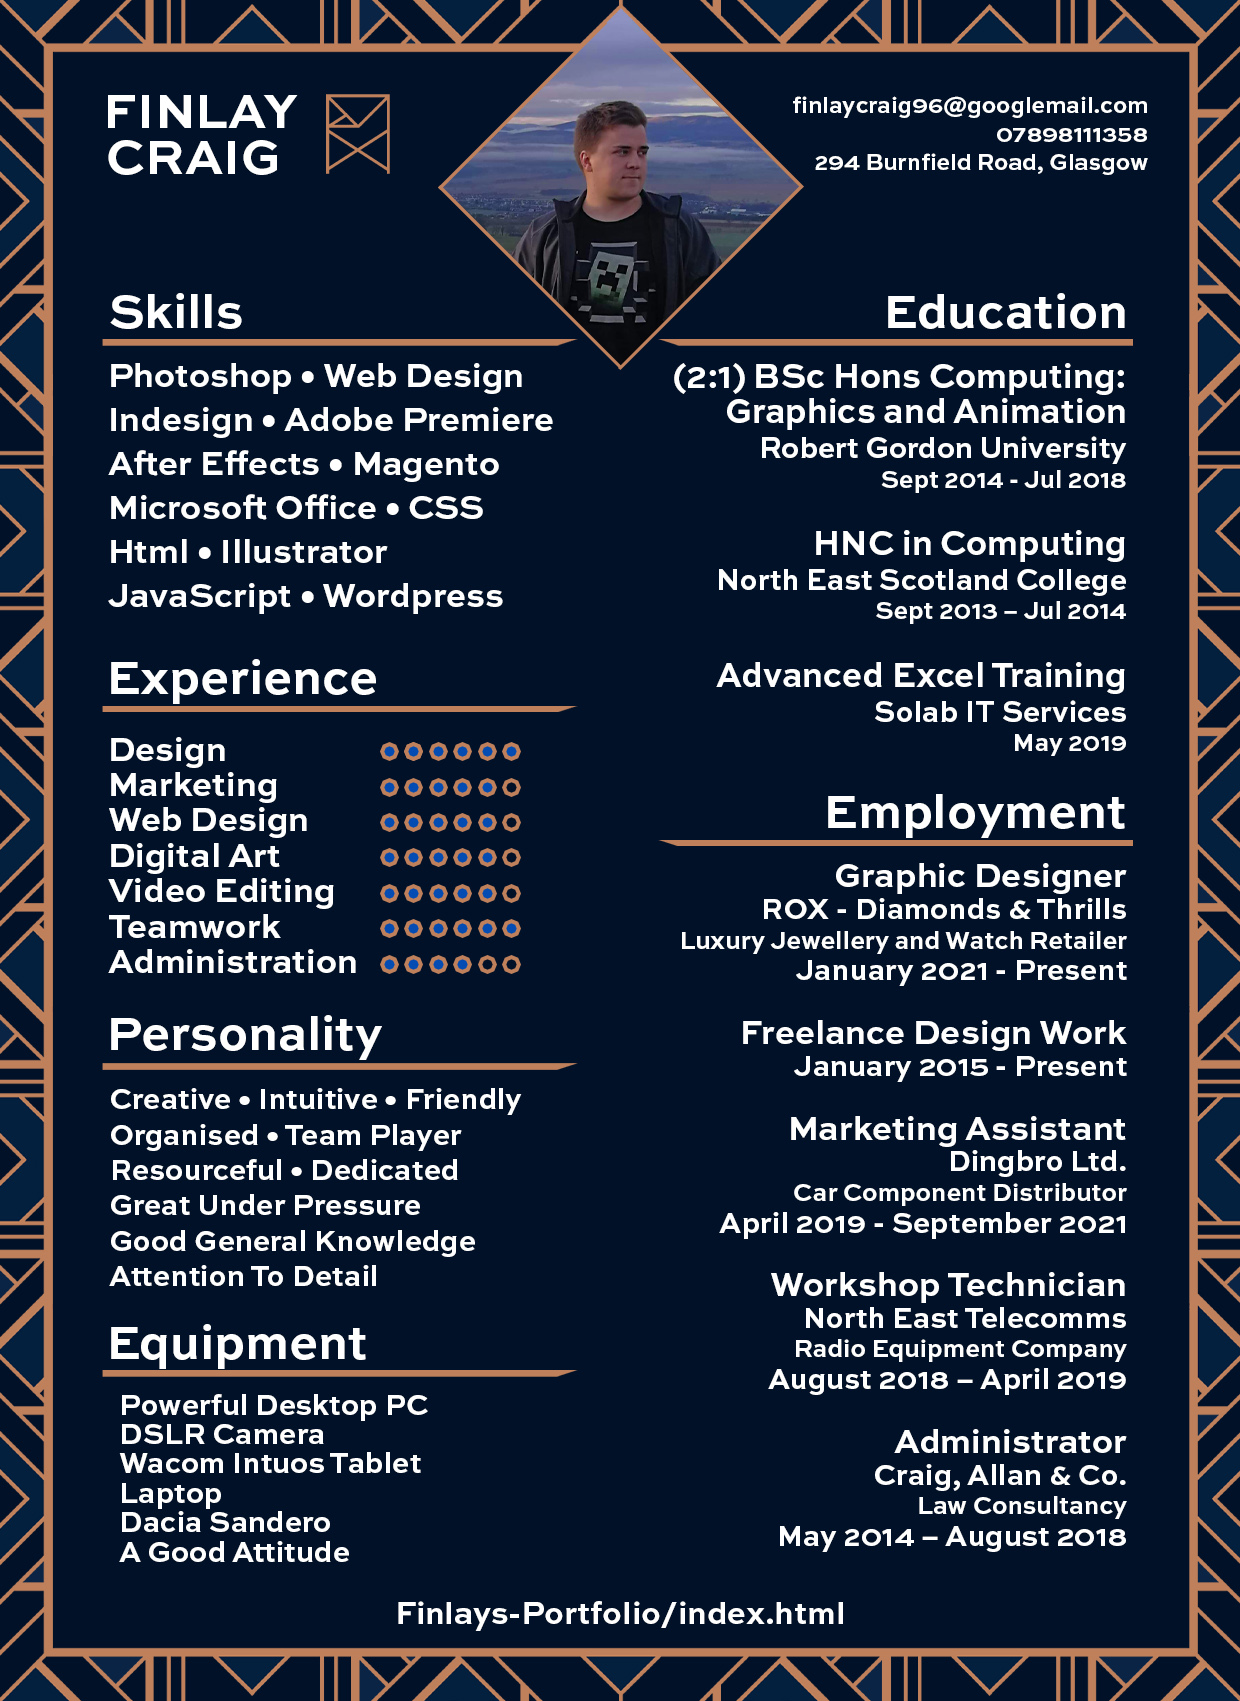 FINLAY
CRAIG
finlaycraig96@googlemail.com
07898111358
294 Burnfield Road, Glasgow
Skills
Photoshop • Web Design
Indesign • Adobe Premiere
After Effects • Magento
Microsoft Office • CSS
Html • Illustrator
JavaScript • Wordpress
Experience
Design
Marketing
Web Design
Digital Art
Video Editing
Teamwork
Administration
Personality
Creative • Intuitive • Friendly
Organised • Team Player
Resourceful • Dedicated
Great Under Pressure
Good General Knowledge
Attention To Detail
Equipment
Powerful Desktop PC
DSLR Camera
Wacom Intuos Tablet
Laptop
Dacia Sandero
A Good Attitude
Education
(2:1) BSc Hons Computing:
Graphics and Animation
Robert Gordon University
Sept 2014 - Jul 2018
HNC in Computing
North East Scotland College
Sept 2013 – Jul 2014
Advanced Excel Training
Solab IT Services
May 2019
Employment
Graphic Designer
ROX - Diamonds & Thrills
Luxury Jewellery and Watch Retailer
January 2021 - Present
Freelance Design Work
January 2015 - Present
Marketing Assistant
Dingbro Ltd.
Car Component Distributor
April 2019 - September 2021
Workshop Technician
North East Telecomms
Radio Equipment Company
August 2018 – April 2019
Administrator
Craig, Allan & Co.
Law Consultancy
May 2014 – August 2018
Finlays-Portfolio/index.html